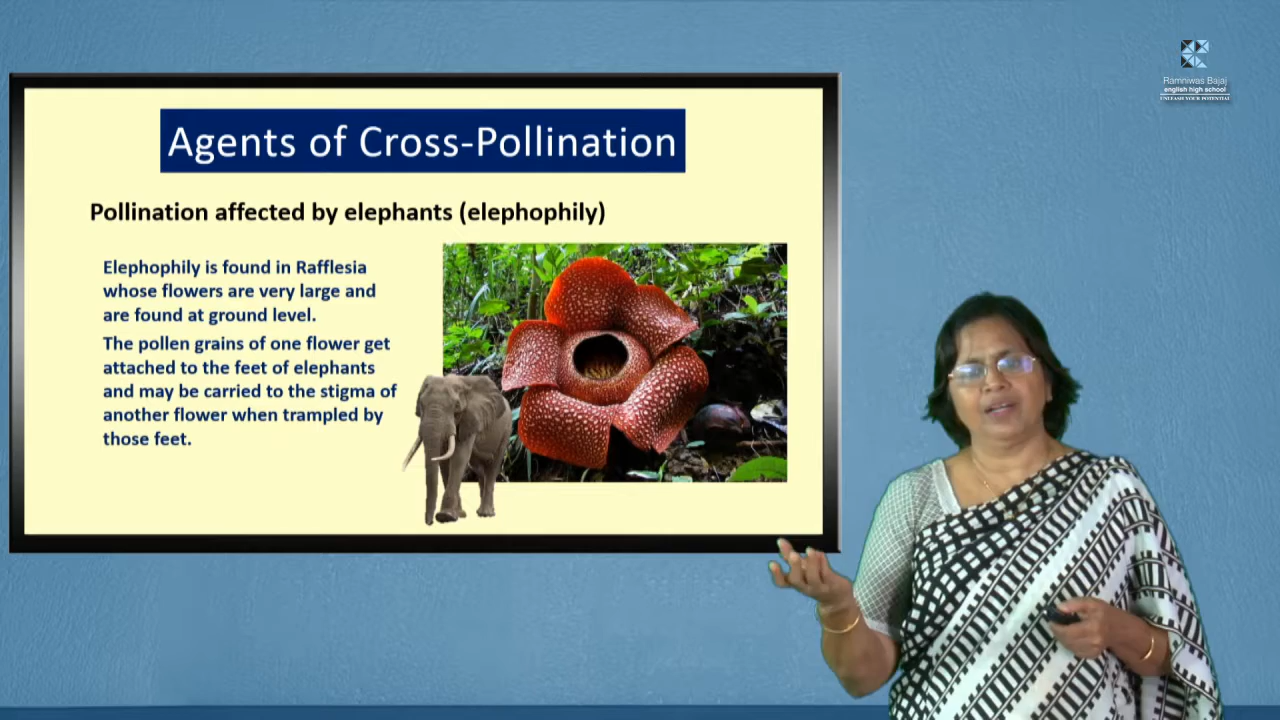 Ramniwas Bajaj
english high school
UNLEASH YOUR POTENTIAL
Agents of Cross-Pollination
Pollination affected by elephants (elephophily)
Elephophily is found in Rafflesia
whose flowers are very large and
are found at ground level.
The pollen grains of one flower get
attached to the feet of elephants
and may be carried to the stigma of
another flower when trampled by
those feet.